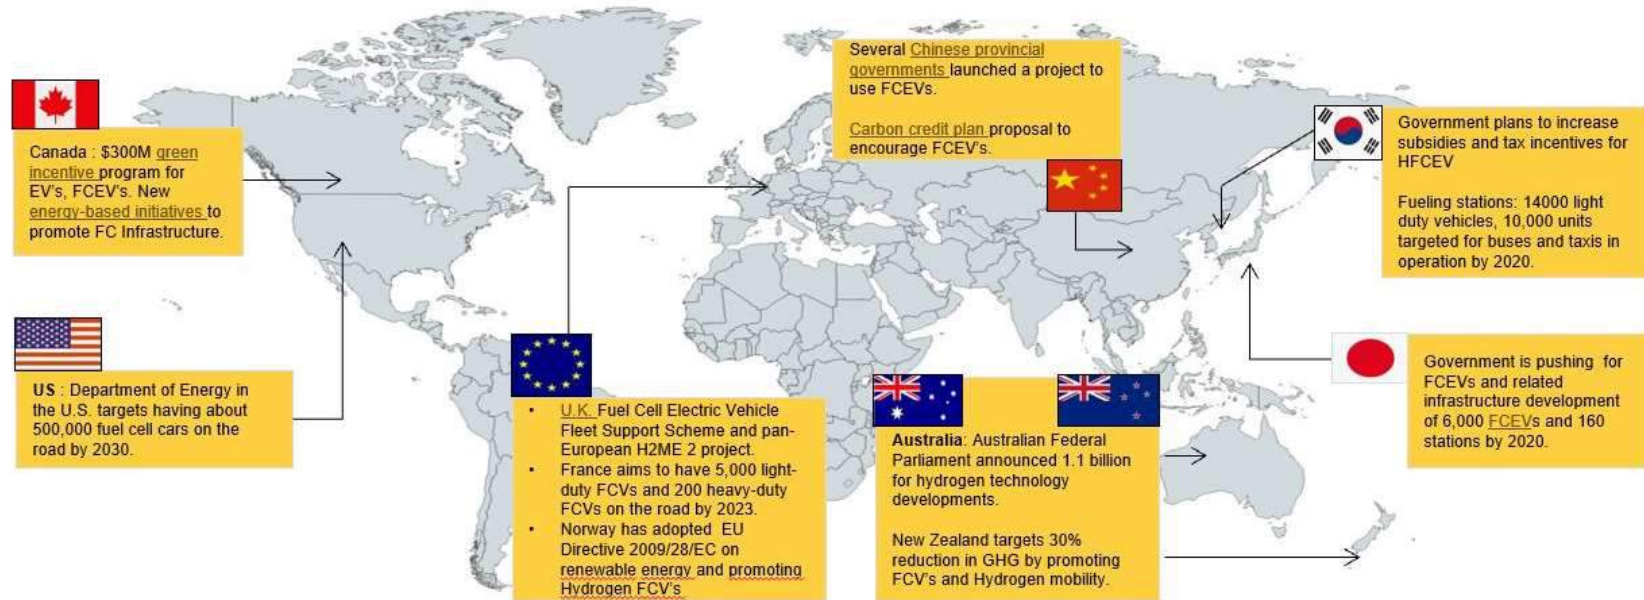 Several Chinese provincial
governments launched a project to
use FCEVs.
Carbon credit plan proposal to
encourage FCEV's.
Canada : $300M green
incentive program for
EV's, FCEV's. New
energy-based initiatives to
promote FC Infrastructure.
Government plans to increase
subsidies and tax incentives for
HFCEV
Fueling stations: 14000 light
duty vehicles, 10,000 units
targeted for buses and taxis in
operation by 2020.
US : Department of Energy in
the U.S. targets having about
500,000 fuel cell cars on the
road by 2030.
• U.K. Fuel Cell Electric Vehicle
Fleet Support Scheme and pan-
European H2ME 2 project.
• France aims to have 5,000 light-
duty FCVs and 200 heavy-duty
FCVs on the road by 2023.
• Norway has adopted EU
Directive 2009/28/EC on
renewable energy and promoting
Hydrogen FCV's
Australia: Australian Federal
Parliament announced 1.1 billion
for hydrogen technology
developments.
New Zealand targets 30%
reduction in GHG by promoting
FCV's and Hydrogen mobility.
Government is pushing for
FCEVs and related
infrastructure development
of 6,000 FCEVs and 160
stations by 2020.